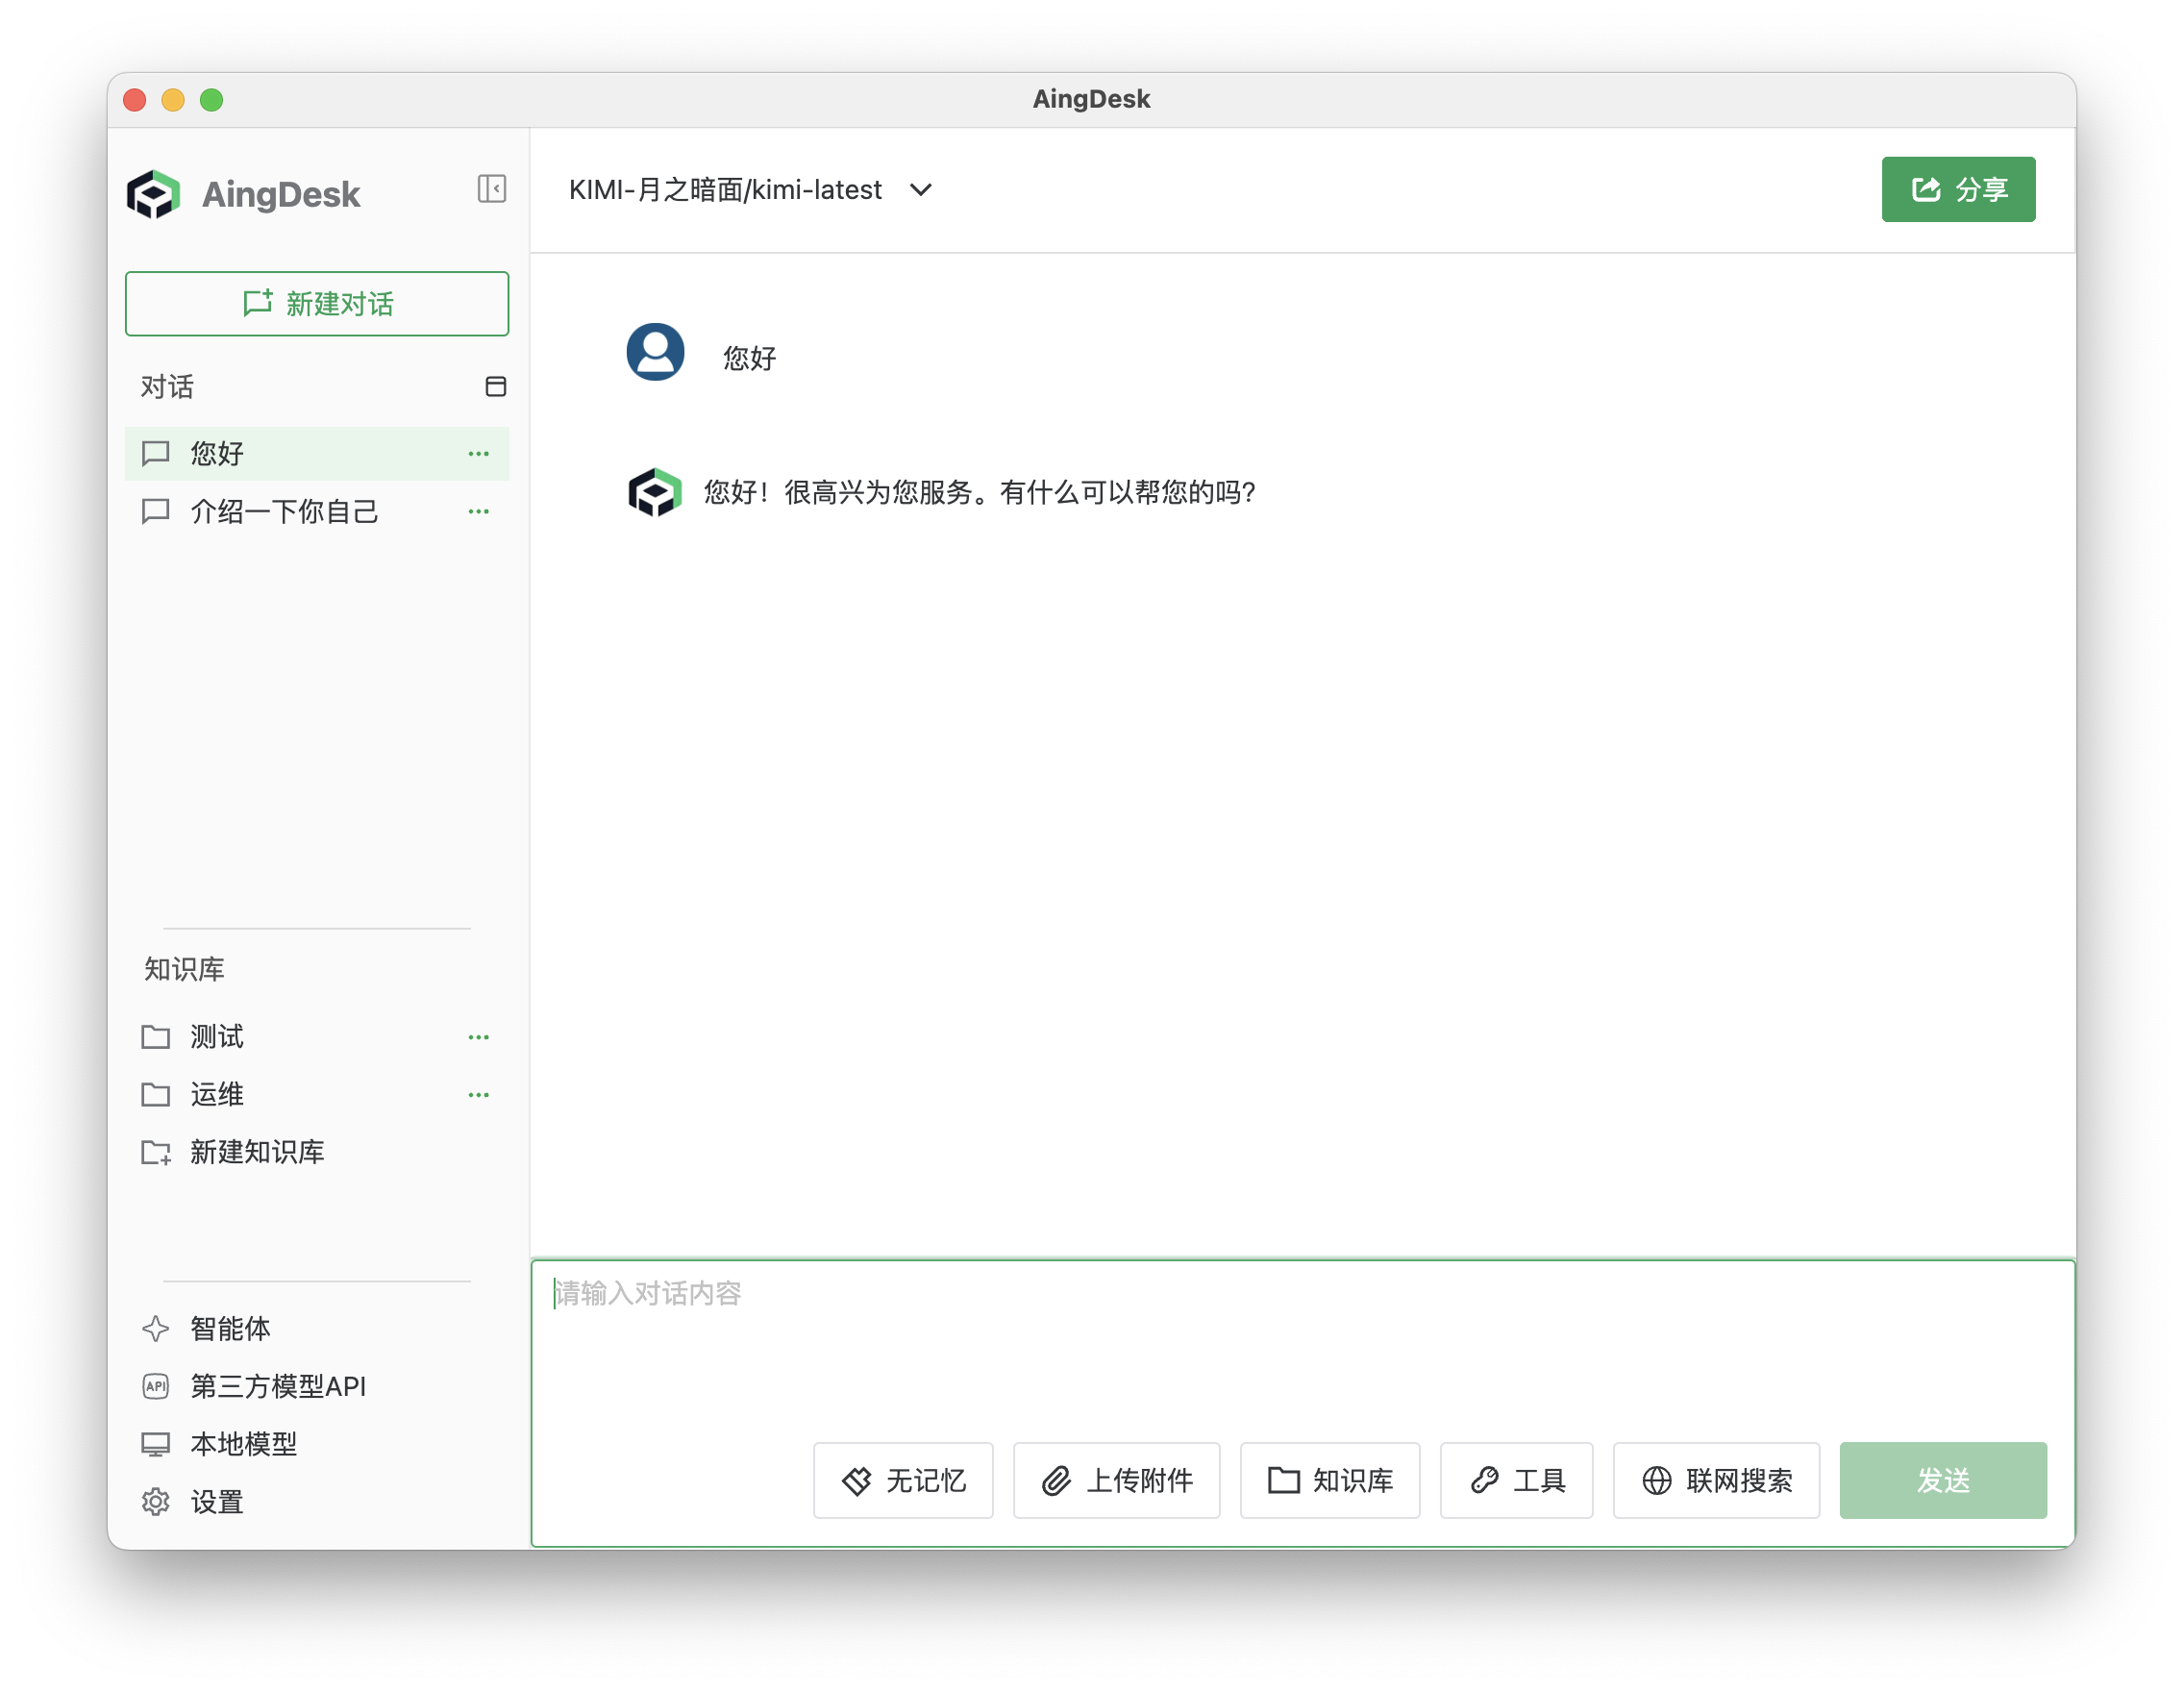 AingDesk
AingDesk
新建对话
对话
您好
介绍一下你自己
知识库
测试
运维
新建知识库
智能体
API
第三方模型API
本地模型
设置
KIMI-月之暗面/kimi-latest
分享
您好
您好！很高兴为您服务。有什么可以帮您的吗？
请输入对话内容
无记忆
上传附件
知识库
工具
联网搜索
发送